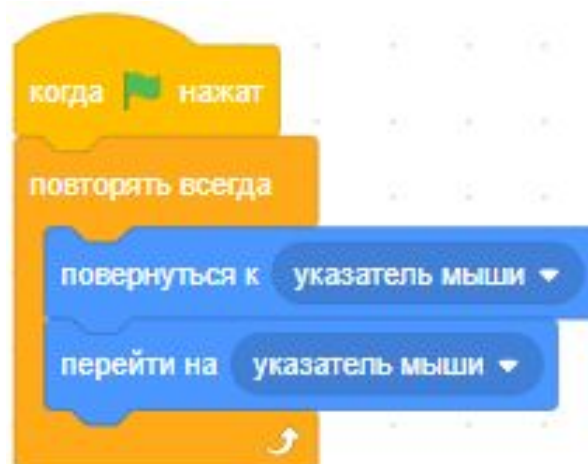 когда нажат
повторять всегда
повернуться к указатель мыши
перейти на указатель мыши